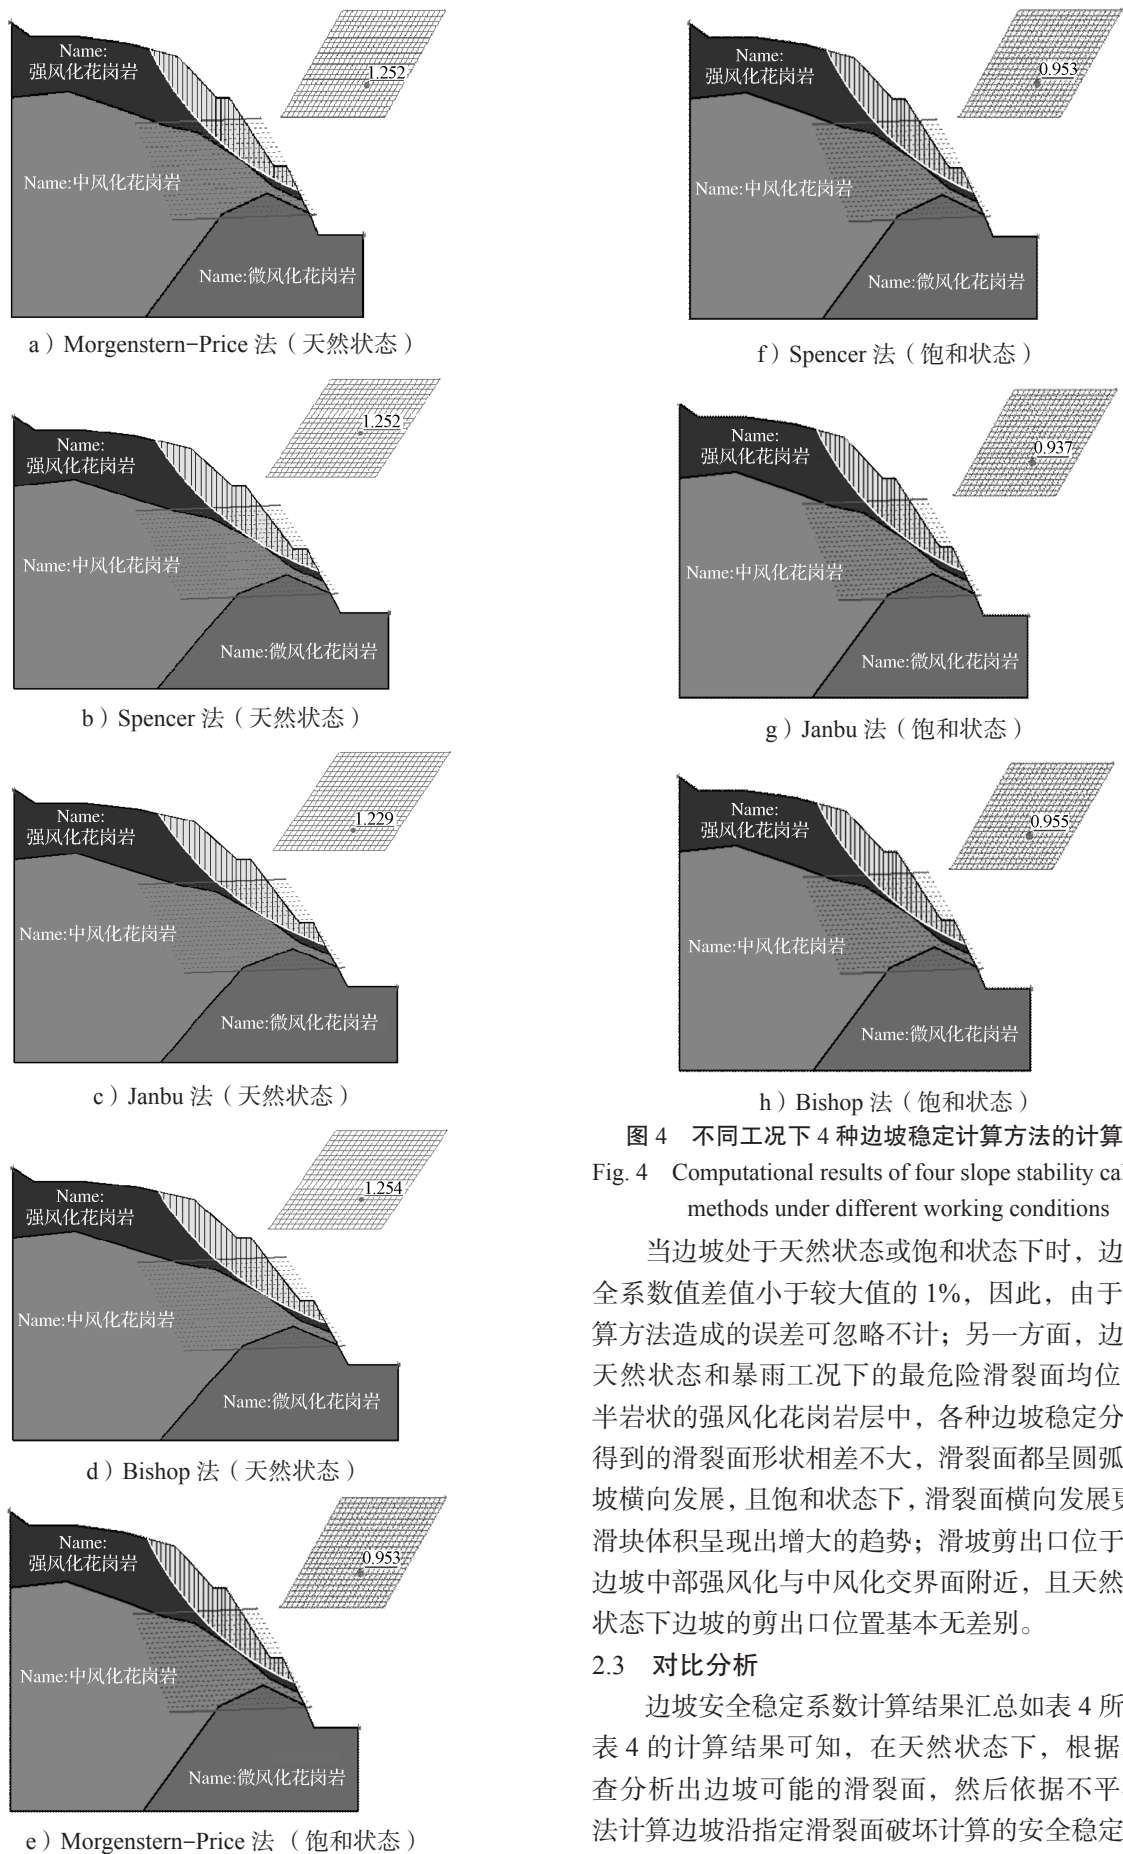 Name:
强风化花岗岩
1.252
Name:中风化花岗岩
Name:微风化花岗岩
a）Morgenstern−Price 法（天然状态）
Name:
强风化花岗岩
1.252
Name:中风化花岗岩
Name:微风化花岗岩
b）Spencer 法（天然状态）
Name:
强风化花岗岩
1.229
Name:中风化花岗岩
Name:微风化花岗岩
c）Janbu 法（天然状态）
Name:
强风化花岗岩
1.254
Name:中风化花岗岩
Name:微风化花岗岩
d）Bishop 法（天然状态）
Name:
强风化花岗岩
0.953
Name:中风化花岗岩
Name:微风化花岗岩
e）Morgenstern−Price 法 （饱和状态）
Name:
强风化花岗岩
0.953
Name:中风化花岗岩
Name:微风化花岗岩
f）Spencer 法（饱和状态）
Name:
强风化花岗岩
0.937
Name:中风化花岗岩
Name:微风化花岗岩
g）Janbu 法（饱和状态）
Name:
强风化花岗岩
0.955
Name:中风化花岗岩
Name:微风化花岗岩
h）Bishop 法（饱和状态）
图 4　不同工况下 4 种边坡稳定计算方法的计算
Fig. 4　Computational results of four slope stability cal
methods under different working conditions
当边坡处于天然状态或饱和状态下时，边
全系数值差值小于较大值的 1%，因此，由于
算方法造成的误差可忽略不计；另一方面，边
天然状态和暴雨工况下的最危险滑裂面均位
半岩状的强风化花岗岩层中，各种边坡稳定分
得到的滑裂面形状相差不大，滑裂面都呈圆弧
坡横向发展，且饱和状态下，滑裂面横向发展更
滑块体积呈现出增大的趋势；滑坡剪出口位于
边坡中部强风化与中风化交界面附近，且天然
状态下边坡的剪出口位置基本无差别。
2.3　对比分析
边坡安全稳定系数计算结果汇总如表 4 所
表 4 的计算结果可知，在天然状态下，根据
查分析出边坡可能的滑裂面，然后依据不平
法计算边坡沿指定滑裂面破坏计算的安全稳定